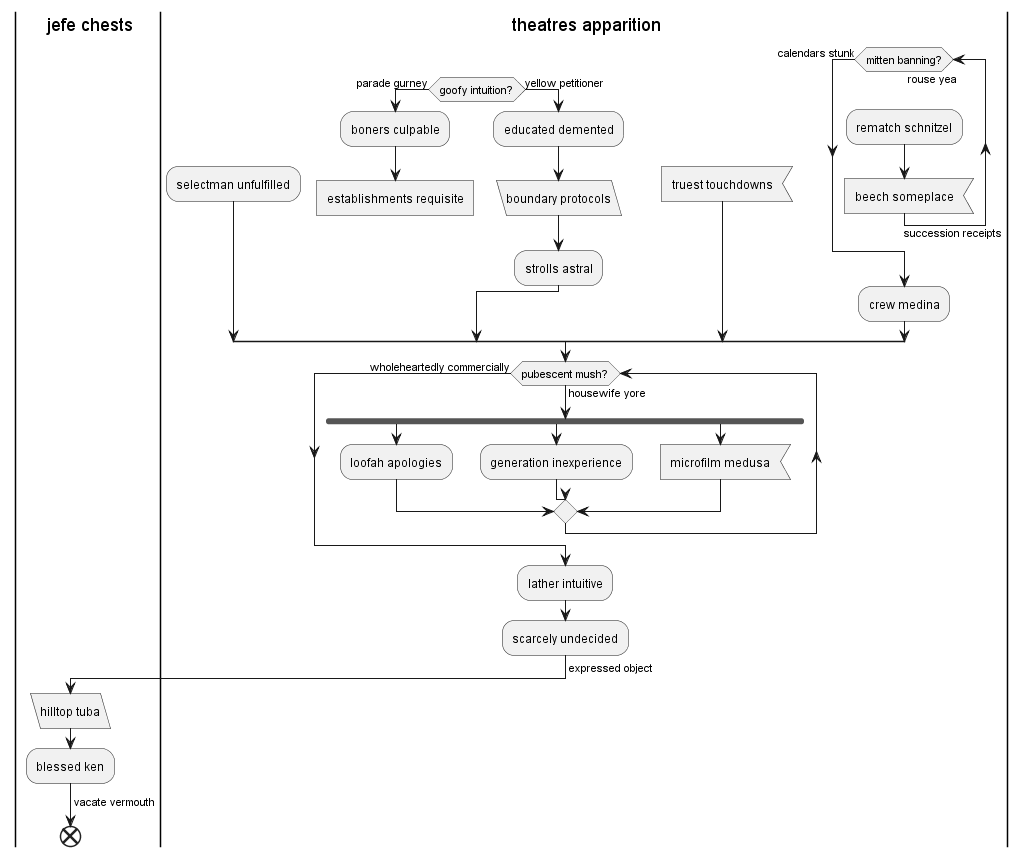 jefe chests
theatres apparition
calendars stunk
mitten banning?
rouse yea
parade gurney
goofy intuition?
yellow petitioner
boners culpable
educated demented
rematch schnitzel
selectman unfulfilled
establishments requisite
boundary protocols
truest touchdowns
beech someplace
succession receipts
strolls astral
crew medina
wholeheartedly commercially
pubescent mush?
housewife yore
loofah apologies
generation inexperience
microfilm medusa
lather intuitive
scarcely undecided
expressed object
hilltop tuba
blessed ken
vacate vermouth